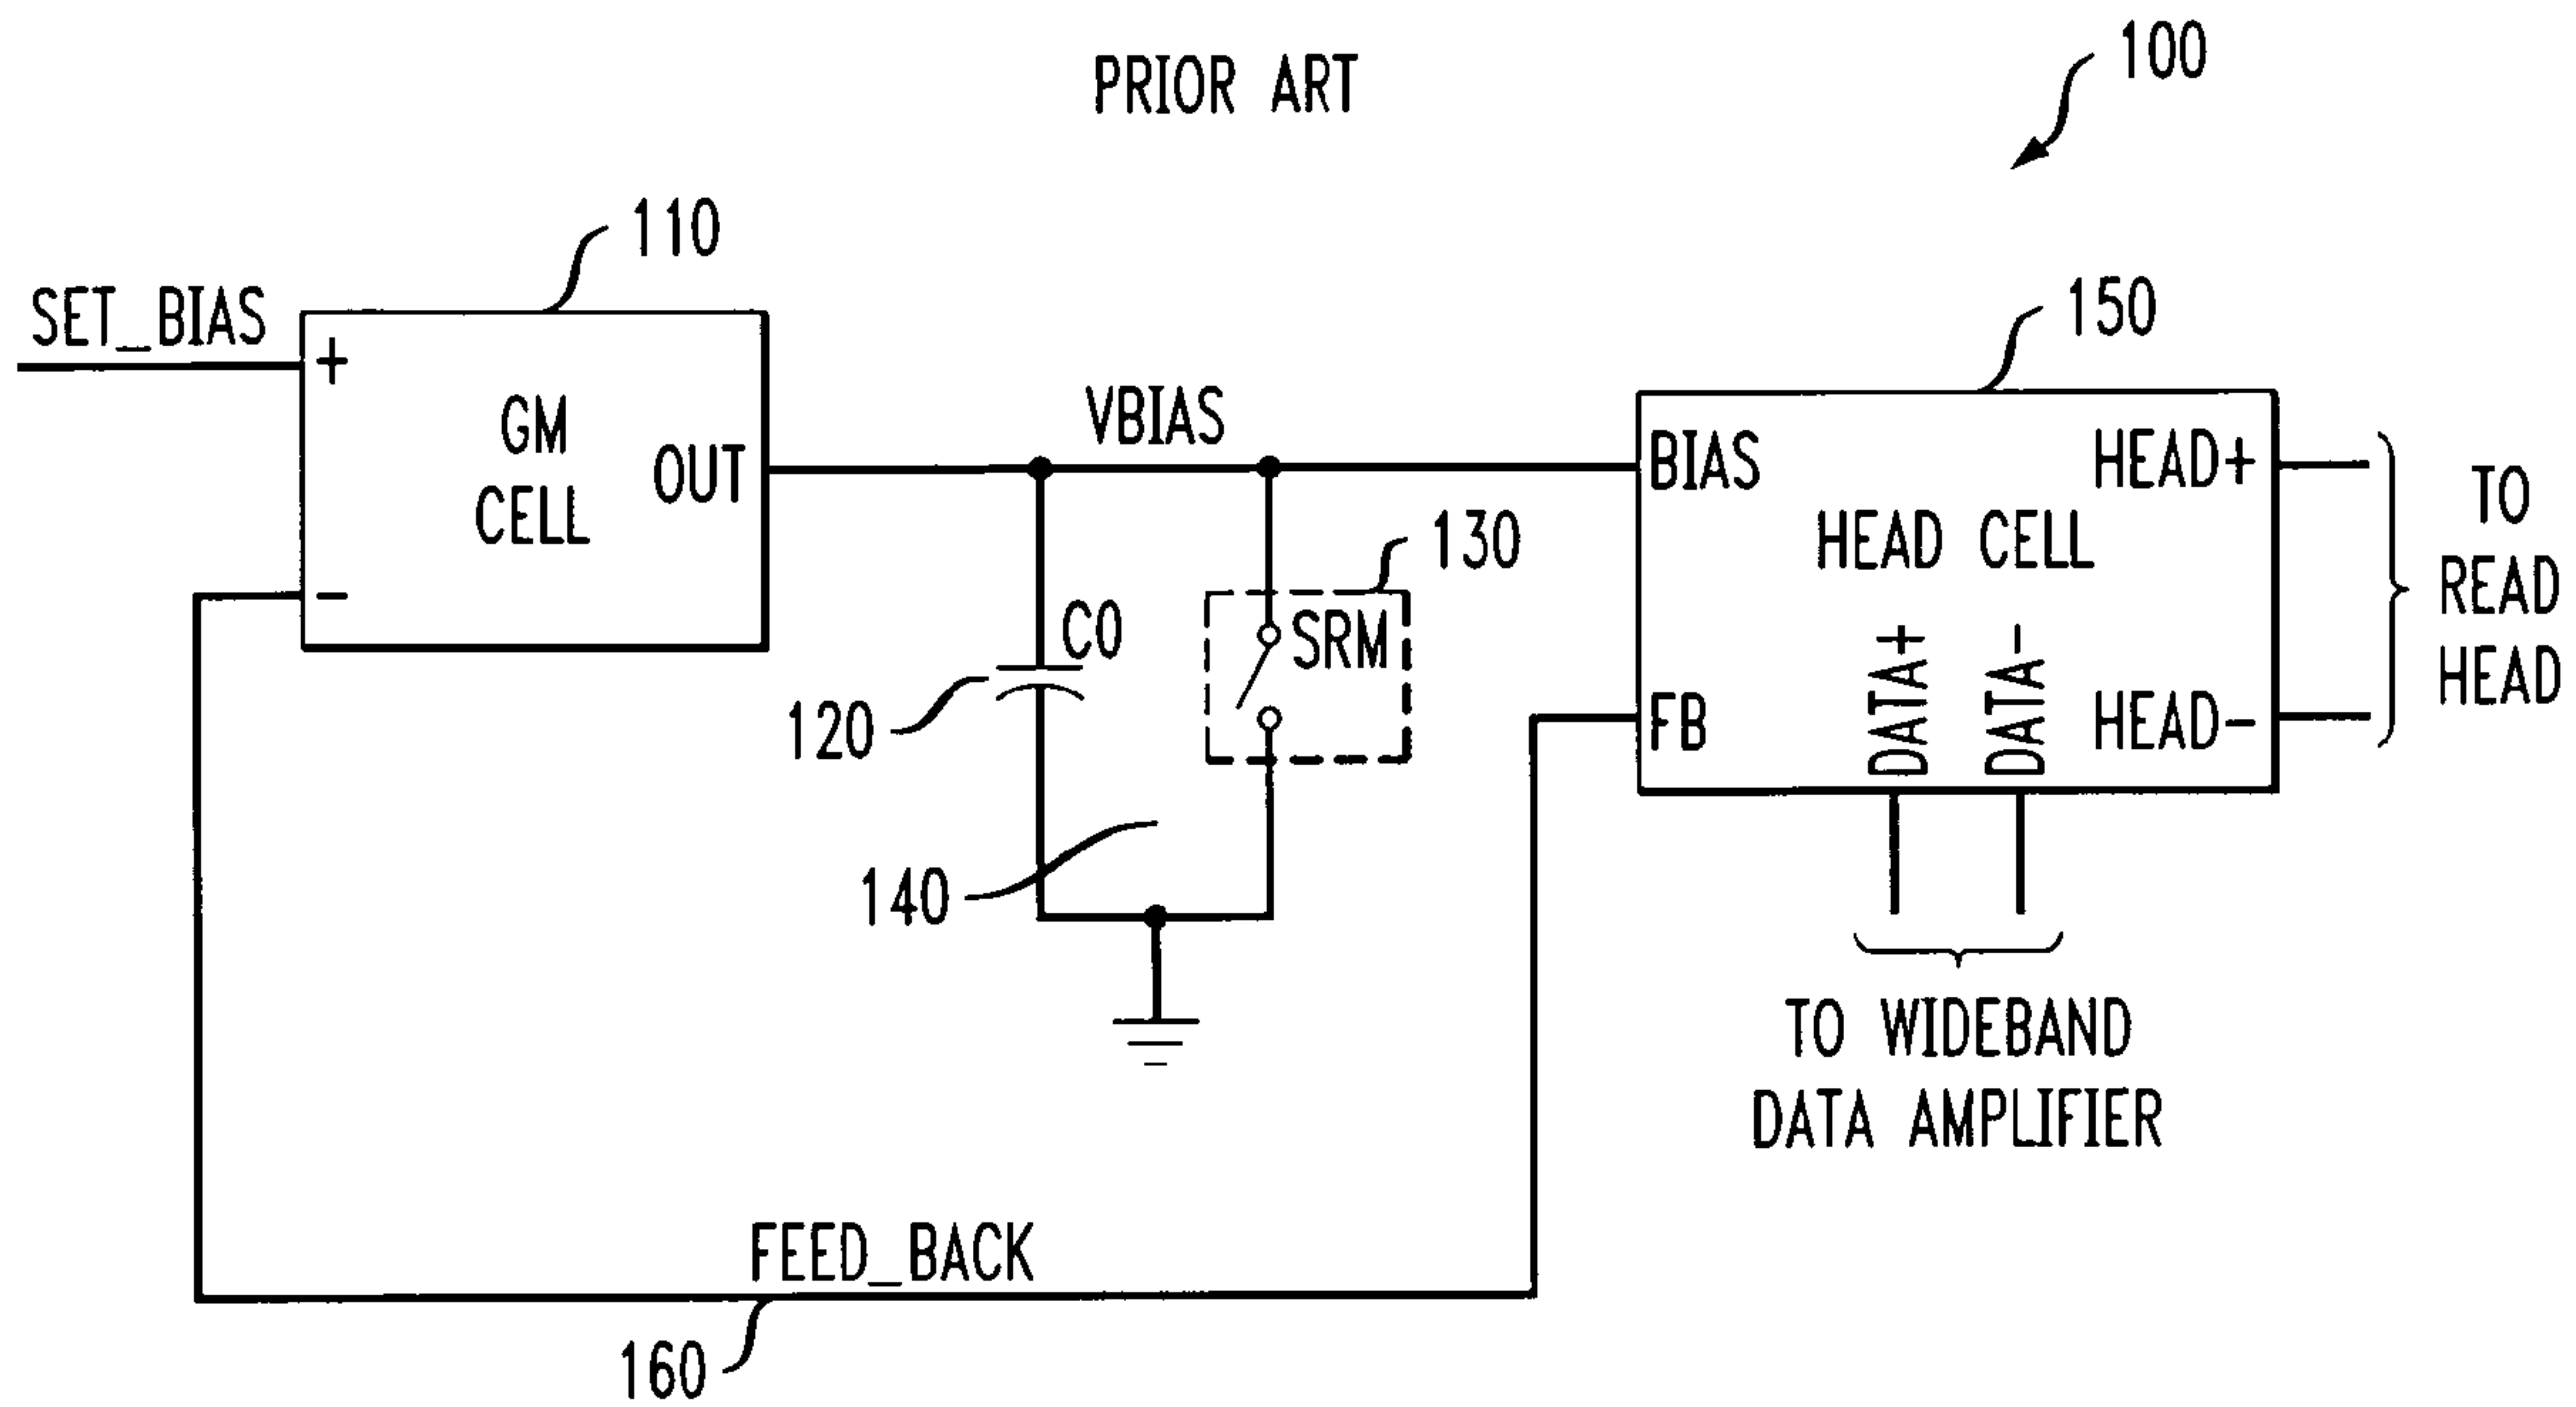 PRIOR ART
100
110
SET_BIAS
+
GM
CELL
OUT
-
VBIAS
150
BIAS
HEAD+
HEAD CELL
FB
DATA+
DATA-
HEAD-
TO
READ
HEAD
130
SRM
C0
120
140
TO WIDEBAND
DATA AMPLIFIER
FEED_BACK
160